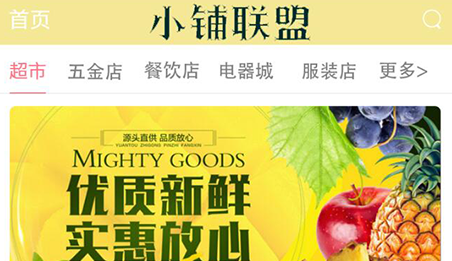 首页 小铺联盟
超市 五金店 餐饮店 电器城 服装店 更多>
源头直供 品质放心
YUANTOU ZHIGONG PINZHI FANGXIN
MIGHTY GOODS
优质新鲜
实惠放心